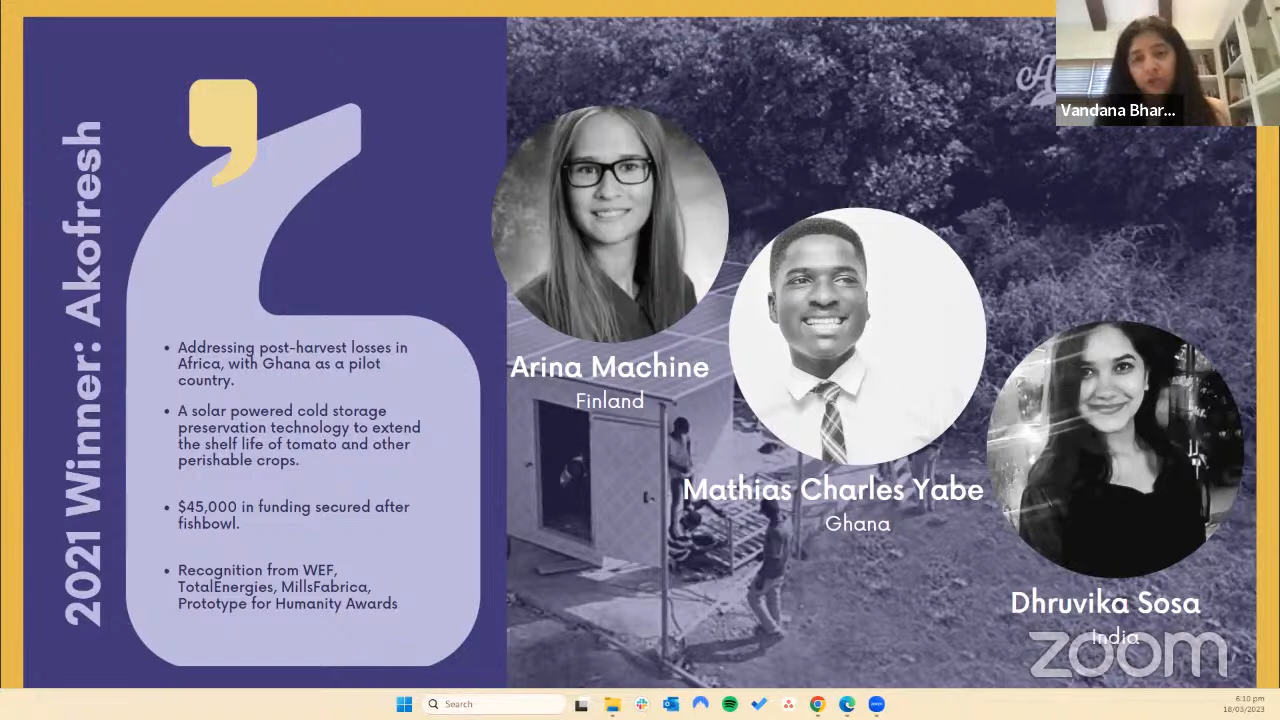 2021 Winner: Akofresh
• Addressing post-harvest losses in
Africa, with Ghana as a pilot
country.
• A solar powered cold storage
preservation technology to extend
the shelf life of tomato and other
perishable crops.
• $45,000 in funding secured after
fishbowl.
• Recognition from WEF,
TotalEnergies, MillsFabrica,
Prototype for Humanity Awards
Arina Machine
Finland
Mathias Charles Yabe
Ghana
Dhruvika Sosa
India
Vandana Bhar...
zoom
Search
6:10 pm
18/03/2023